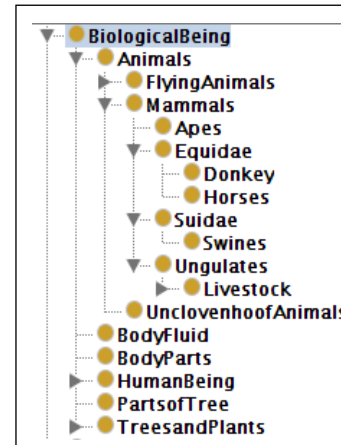 BiologicalBeing
Animals
FlyingAnimals
Mammals
Apes
Equidae
Donkey
Horses
Suidae
Swines
Ungulates
Livestock
UnclovenhoofAnimals
BodyFluid
BodyParts
HumanBeing
PartsofTree
TreesandPlants